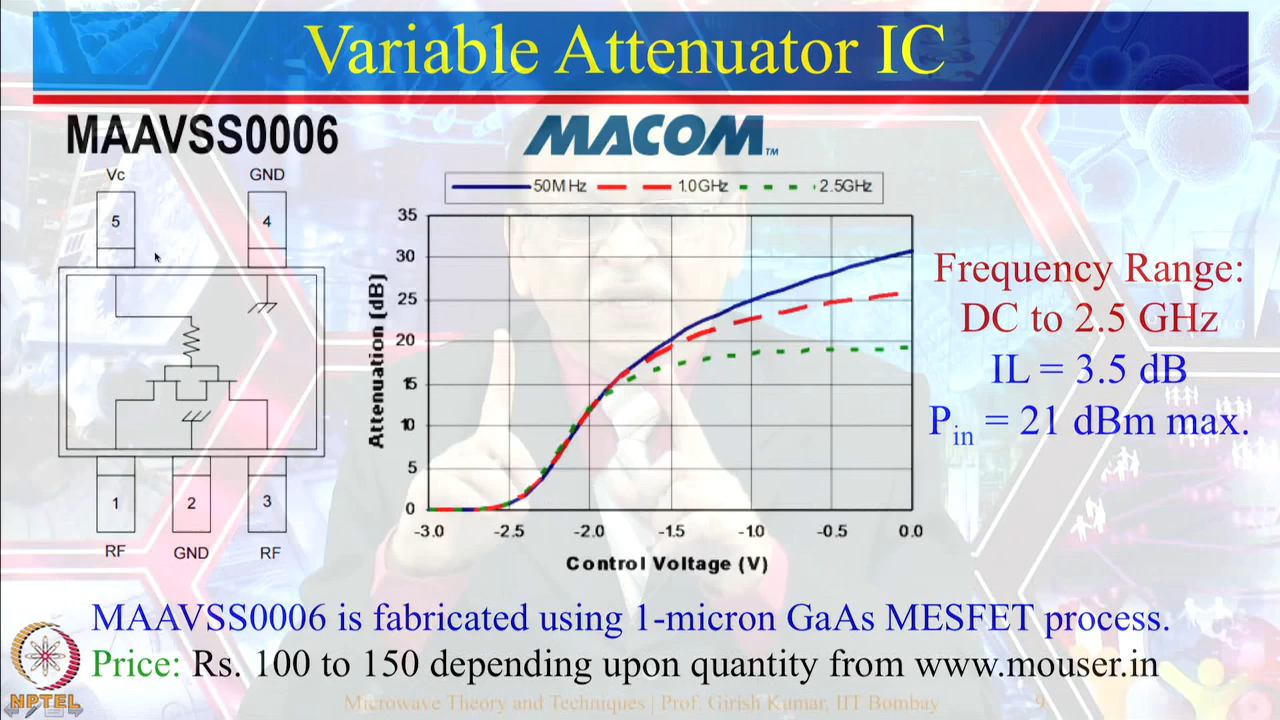 Variable Attenuator IC
MAAVSS0006
MACOM™
Vc
GND
5
4
1
2
3
RF
GND
RF
50MHz
1.0GHz
2.5GHz
Attenuation (dB)
35
30
25
20
15
10
5
0
-3.0
-2.5
-2.0
-1.5
-1.0
-0.5
0.0
Control Voltage (V)
Frequency Range:
DC to 2.5 GHz
IL = 3.5 dB
Pin = 21 dBm max.
MAAVSS0006 is fabricated using 1-micron GaAs MESFET process.
Price: Rs. 100 to 150 depending upon quantity from www.mouser.in
NPTEL
Microwave Theory and Techniques | Prof. Girish Kumar, IIT Bombay
9